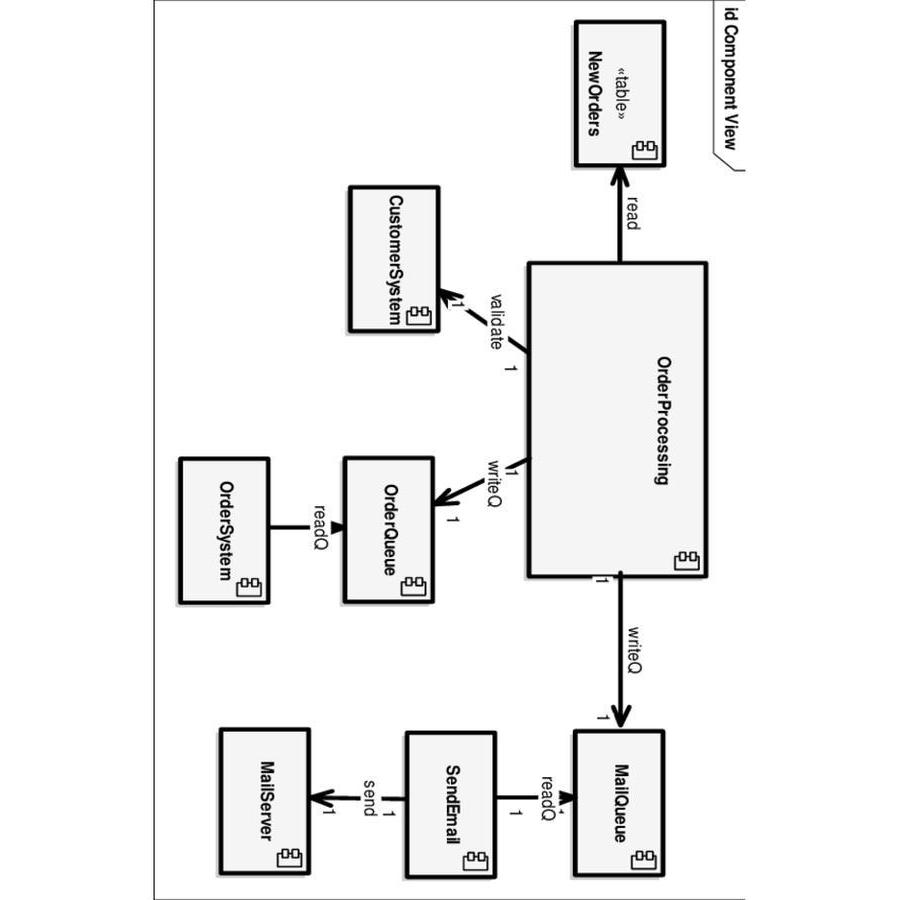 id Component View
«table»
NewOrders
read
OrderProcessing
1
writeQ
1
MailQueue
validate
1
1
CustomerSystem
1
writeQ
1
OrderQueue
readQ
OrderSystem
readQ
1
SendEmail
1
send
1
MailServer